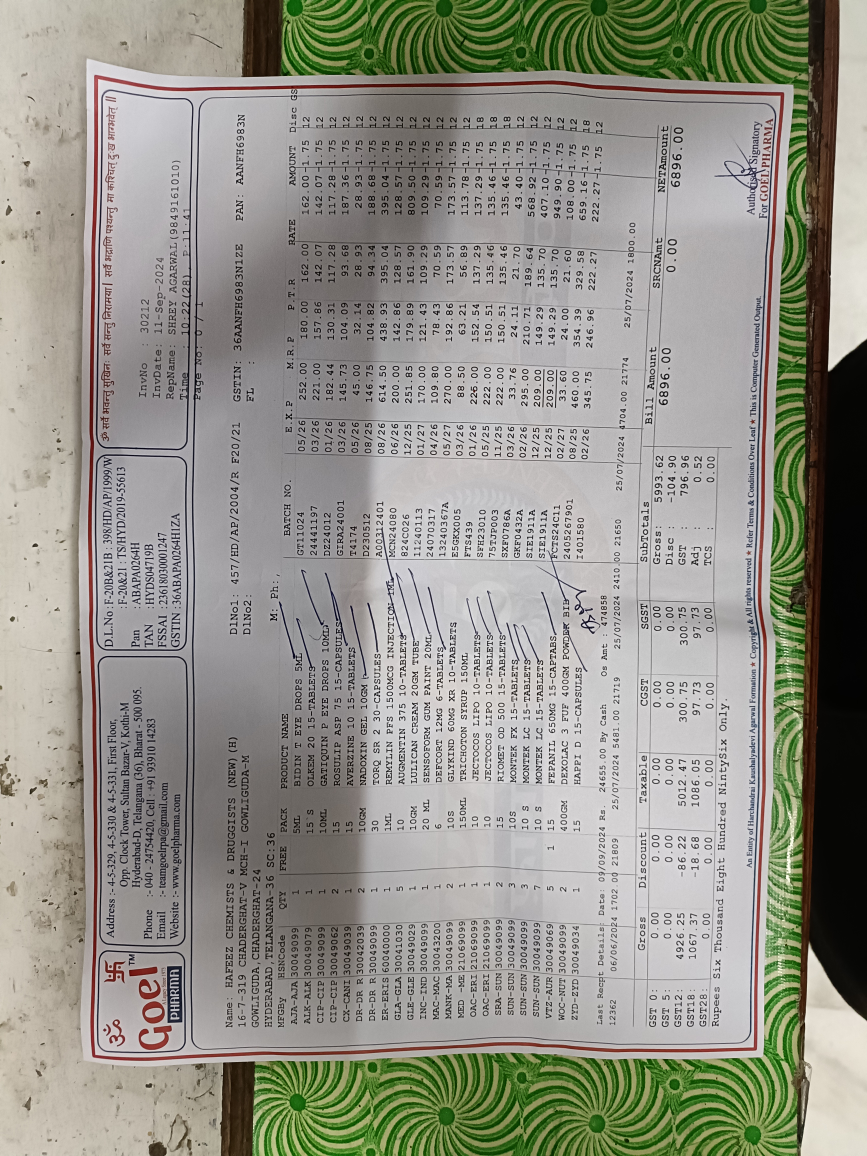 ॐ
Goel™
PHARMA
Address :- 4-5-329, 4-5-330 & 4-5-331, First Floor,
Opp. Clock Tower, Sultan Bazar-V, Kothi-M
Hyderabad-D, Telangana (36), Bharat - 500 095.
Phone :- 040 - 24754420, Cell : +91 93910 14283
Email :- teamgoelrpa@gmail.com
Website :- www.goelpharma.com
D.L.No : F-20B&21B : 398/HD/AP/1999/W
: F-20&21 : TS/HYD/2019-55613
Pan : ABAPA0264H
TAN : HYDS04719B
FSSAI : 23618030001247
GSTIN : 36ABAPA0264H1ZA
ॐ सर्वे भवन्तु सुखिनः सर्वे सन्तु निरामया। सर्वे भद्राणि पश्यन्तु मा कश्चित् दुःख भाग्भवेत् ॥
InvNo : 30212
InvDate: 11-Sep-2024
RepName: SHREY AGARWAL(9849161010)
Time : 10:22(28) P:11:41
Page No: 0 / 1
Name: HAFEEZ CHEMISTS & DRUGGISTS (NEW) (H)
16-7-319 CHADERGHAT-V MCH-I GOWLIGUDA-M
GOWLIGUDA, CHADERGHAT-24
HYDERABAD, TELANGANA-36 SC:36
DlNo1: 457/HD/AP/2004/R F20/21 GSTIN: 36AANFH6983N1ZE PAN: AANFH6983N
DlNo2: FL :
M: Ph:,
MFGBy HSNCode QTY FREE PACK PRODUCT NAME BATCH NO. E.X.P M.R.P P.T.R RATE AMOUNT Disc GS
AJA-AJA 30049099 1 5ML BIDIN T EYE DROPS 5ML GT11024 05/26 252.00 180.00 162.00 162.00 -1.75 12
ALK-ALK 30049079 1 15 S OLKEM 20 15-TABLETS 24441197 03/26 221.00 157.86 142.07 142.07 -1.75 12
CIP-CIP 30049099 1 10ML GATIQUIN P EYE DROPS 10ML DZ24012 01/26 182.44 130.31 117.28 117.28 -1.75 12
CIP-CIP 30049062 2 15 ROSULIP ASP 75 15-CAPSULES GIRA24001 03/26 145.73 104.09 93.68 187.36 -1.75 12
CX-CANI 30049039 1 15 AVERZINE 10 15-TABLETS T4174 05/26 45.00 32.14 28.93 28.93 -1.75 12
DR-DR R 30042039 2 10GM NADOXIN GEL 10GM D230512 08/25 146.75 104.82 94.34 188.68 -1.75 12
DR-DR R 30049099 1 30 TORQ SR 2 30-CAPSULES A00312401 08/26 614.50 438.93 395.04 395.04 -1.75 12
ER-ERIS 60040000 1 1ML REMYLIN PFS 1500MCG INJECTION 1ML MCN24080 06/26 200.00 142.86 128.57 128.57 -1.75 12
GLA-GLA 30041030 5 10 AUGMENTIN 375 10-TABLETS 824C026 12/25 251.85 179.89 161.90 809.50 -1.75 12
GLE-GLE 30049029 1 10GM LULICAN CREAM 20GM TUBE 11240113 01/27 170.00 121.43 109.29 109.29 -1.75 12
INC-IND 30049099 1 20 ML SENSOFORM GUM PAINT 20ML 24070317 04/26 109.80 78.43 70.59 70.59 -1.75 12
MAC-MAC 30043200 1 6 DEFCORT 12MG 6-TABLETS 13240367A 05/27 270.00 192.86 173.57 173.57 -1.75 12
MANK-MA 30049099 2 10S GLYKIND 60MG XR 10-TABLETS E5GKX005 03/26 88.50 63.21 56.89 113.78 -1.75 12
MEZ-ME 21069099 1 150ML TRICHOTON SYRUP 150ML FTS439 01/26 226.00 152.54 137.29 137.29 -1.75 18
OAC-ERI 21069099 1 10 JECTOCOS LIPO 10-TABLETS SFH23010 05/25 222.00 150.51 135.46 135.46 -1.75 18
OAC-ERI 21069099 1 10 JECTOCOS LIPO 10-TABLETS 75TJP003 11/25 222.00 150.51 135.46 135.46 -1.75 18
SRA-SUN 30049099 2 15 RIOMET OD 500 15-TABLETS SXF0786A 03/26 33.76 24.11 21.70 43.40 -1.75 12
SUN-SUN 30049099 3 10S MONTEK FX 15-TABLETS GKF0432A 02/26 295.00 210.71 189.64 568.92 -1.75 12
SUN-SUN 30049099 3 10 S MONTEK LC 15-TABLETS SIE1911A 12/25 209.00 149.29 135.70 407.10 -1.75 12
SUN-SUN 30049099 7 10 S MONTEK LC 15-TABLETS SIE1911A 12/25 209.00 149.29 135.70 949.90 -1.75 12
VTZ-AUR 30049069 5 1 15 FEPANIL 650MG 15-CAPTABS FCTS24C11 02/27 33.60 24.00 21.60 108.00 -1.75 12
WOC-NUT 30049099 2 400GM DEXOLAC 3 FUF 400GM POWDER BIB 2405267901 08/25 460.00 354.39 329.58 659.16 -1.75 18
ZYD-ZYD 30049034 1 15 HAPPI D 15-CAPSULES I401580 02/26 345.75 246.96 222.27 222.27 -1.75 12
Last Recpt Details: Date: 09/09/2024 Rs. 24655.00 By Cash Os Amt : 474858
12362 06/06/2024 1702.00 21809 25/07/2024 5481.00 21719 25/07/2024 2410.00 21650 25/07/2024 4704.00 21774 25/07/2024 1800.00
Gross Discount Taxable CGST SGST SubTotals Bill Amount SRCNAmt NETAmount
GST 0: 0.00 0.00 0.00 0.00 0.00 Gross: 5993.62 6896.00 0.00 6896.00
GST 5: 0.00 0.00 0.00 0.00 0.00 Disc : -104.90
GST12: 4926.25 -86.22 5012.47 300.75 300.75 GST : 796.96
GST18: 1067.37 -18.68 1086.05 97.73 97.73 Adj : 0.52
GST28: 0.00 0.00 0.00 0.00 0.00 TCS : 0.00
Rupees Six Thousand Eight Hundred NintySix Only.
Authorised Signatory
For GOEL PHARMA
An Entity of Harchandrai Kaushalyadevi Agarwal Formation ★ Copyright & All rights reserved ★ Refer Terms & Conditions Over Leaf ★ This is Computer Generated Output.